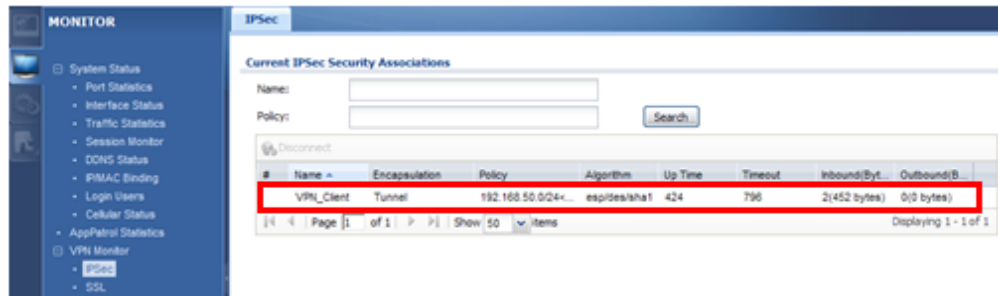 MONITOR
System Status
Port Statistics
Interface Status
Traffic Statistics
Session Monitor
DDNS Status
IP/MAC Binding
Login Users
Cellular Status
AppPatrol Statistics
VPN Monitor
IPSec
SSL
IPSec
Current IPSec Security Associations
Name:
Policy:
Search
Disconnect
# Name Encapsulation Policy Algorithm Up Time Timeout Inbound(Byt... Outbound(B...
VPN_Client Tunnel 192.168.50.0/24<... esp/des/sha1 424 796 2(452 bytes) 0(0 bytes)
Page 1 of 1 Show 50 items Displaying 1 - 1 of 1